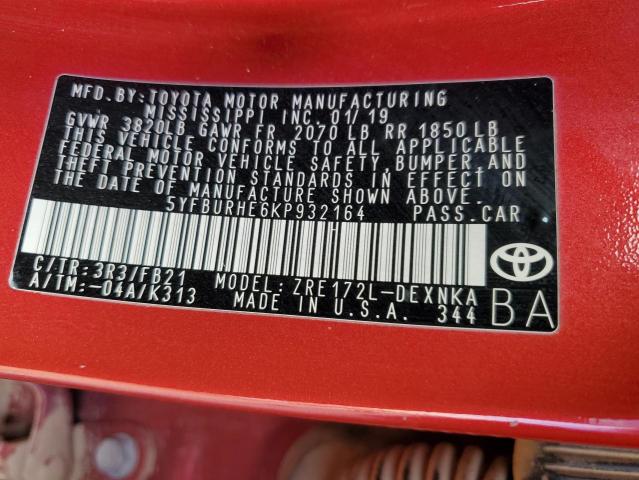 MFD. BY: TOYOTA MOTOR MANUFACTURING
MISSISSIPPI INC. 01/19
GVWR 3820LB GAWR FR 2070 LB RR 1850 LB
THIS VEHICLE CONFORMS TO ALL APPLICABLE
FEDERAL MOTOR VEHICLE SAFETY, BUMPER, AND
THEFT PREVENTION STANDARDS IN EFFECT ON
THE DATE OF MANUFACTURE SHOWN ABOVE.
5YFBURHE6KP932164 PASS. CAR
C/TR: 3R3/FB21 MODEL: ZRE172L-DEXNKA
A/TM: -04A/K313 MADE IN U.S.A. 344 BA